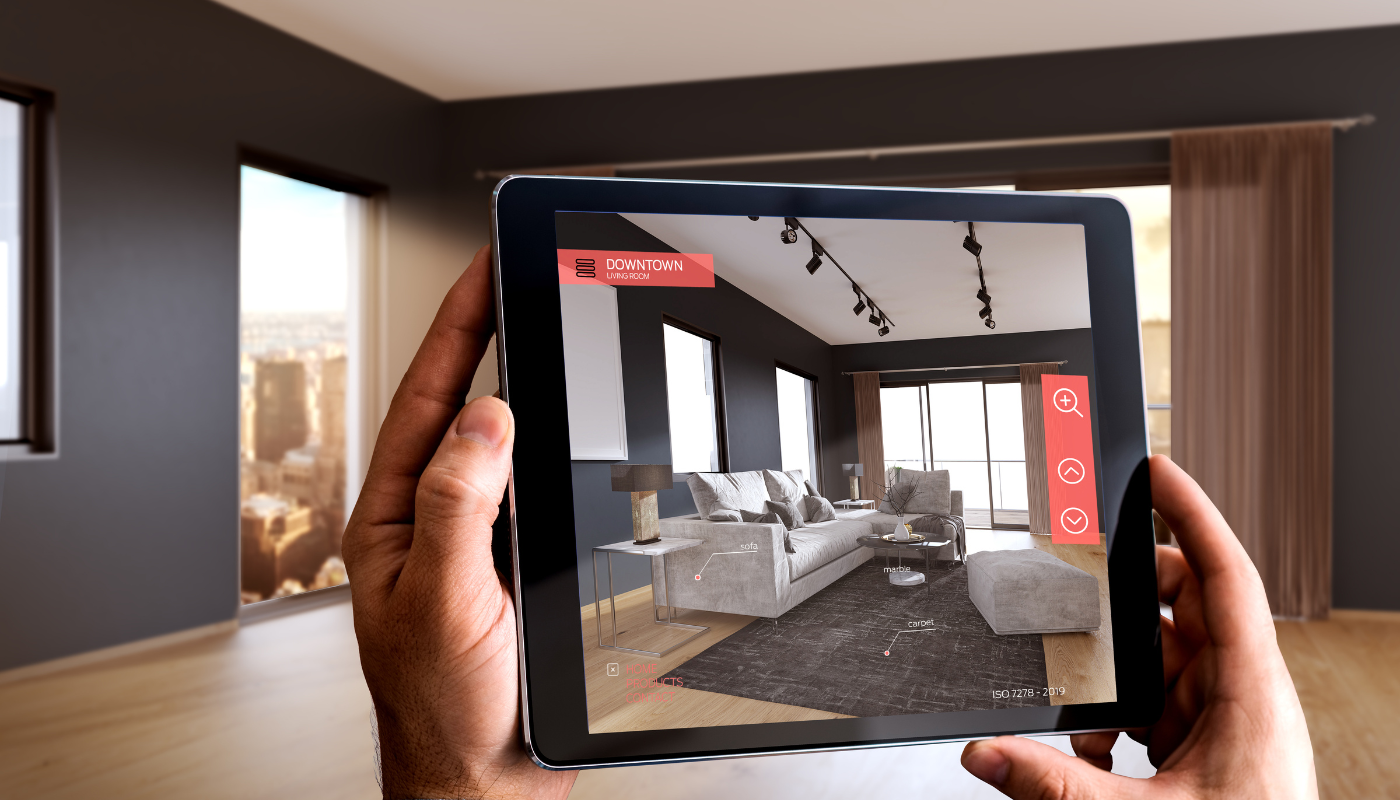 DOWNTOWN
LIVING ROOM
sofa
marble
carpet
ISO 7278 - 2019